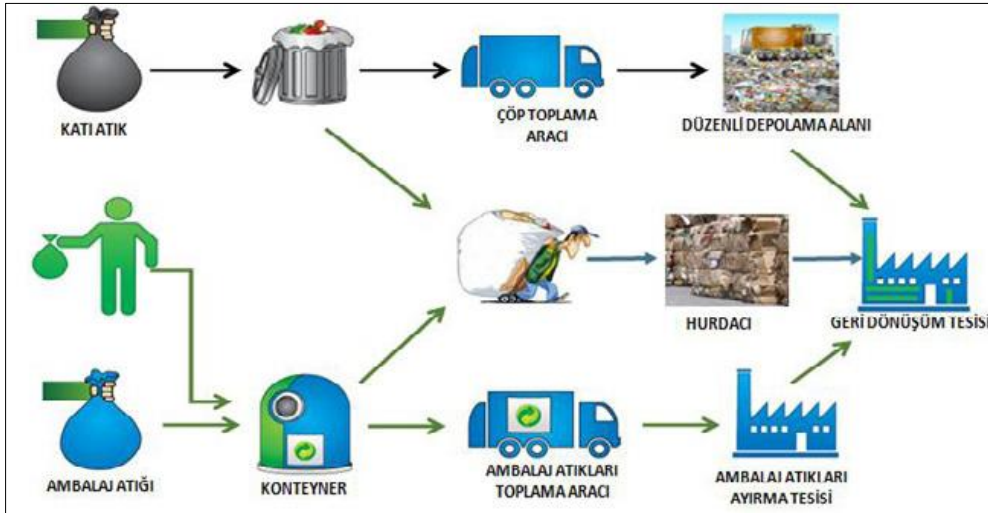 KATI ATIK
ÇÖP TOPLAMA
ARACI
DÜZENLİ DEPOLAMA ALANI
HURDACI
GERİ DÖNÜŞÜM TESİSİ
AMBALAJ ATIĞI
KONTEYNER
AMBALAJ ATIKLARI
TOPLAMA ARACI
AMBALAJ ATIKLARI
AYIRMA TESİSİ